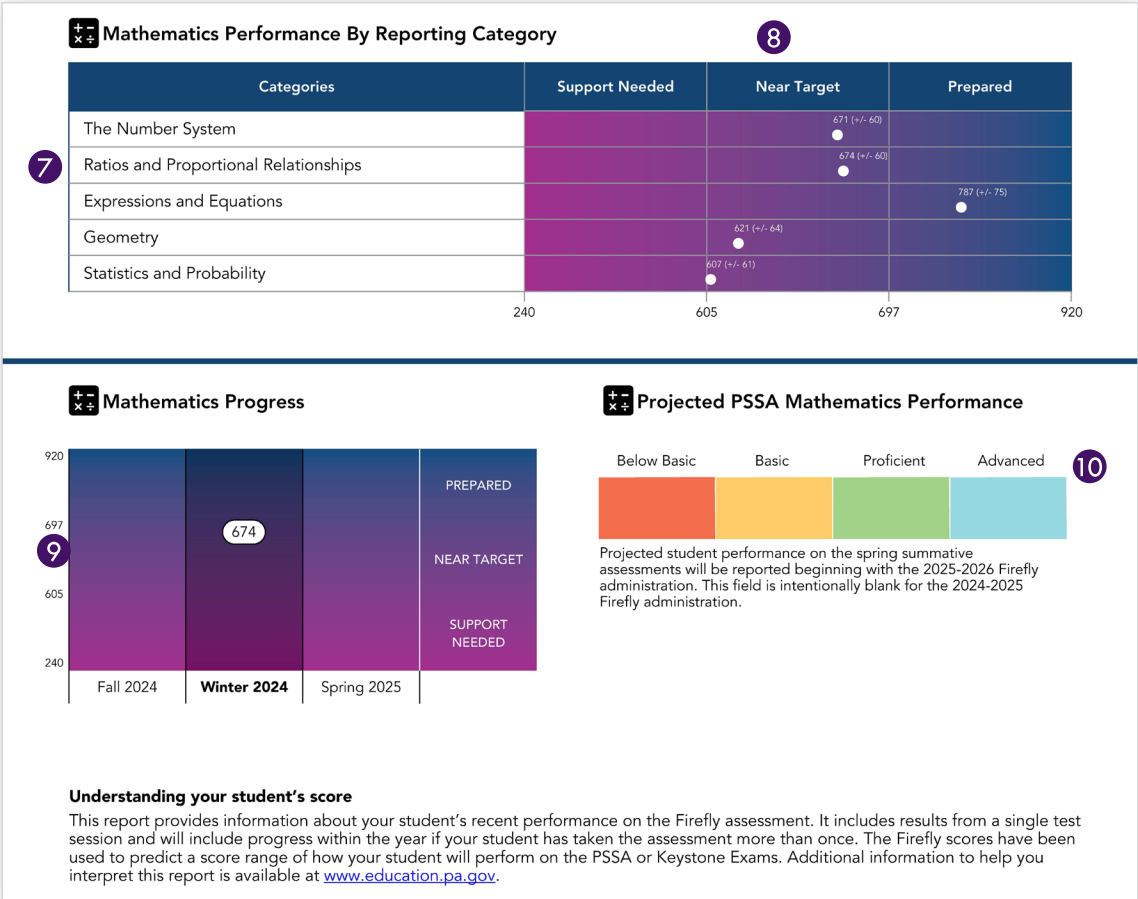 Mathematics Performance By Reporting Category
8
Categories Support Needed Near Target Prepared
The Number System 671 (+/- 60)
7
Ratios and Proportional Relationships 674 (+/- 60)
Expressions and Equations 787 (+/- 75)
Geometry 621 (+/- 64)
Statistics and Probability 607 (+/- 61)
240 605 697 920
Mathematics Progress
920
697
9
605
240
674
PREPARED
NEAR TARGET
SUPPORT
NEEDED
Fall 2024 Winter 2024 Spring 2025
Projected PSSA Mathematics Performance
Below Basic Basic Proficient Advanced
10
Projected student performance on the spring summative
assessments will be reported beginning with the 2025-2026 Firefly
administration. This field is intentionally blank for the 2024-2025
Firefly administration.
Understanding your student’s score
This report provides information about your student’s recent performance on the Firefly assessment. It includes results from a single test
session and will include progress within the year if your student has taken the assessment more than once. The Firefly scores have been
used to predict a score range of how your student will perform on the PSSA or Keystone Exams. Additional information to help you
interpret this report is available at www.education.pa.gov.